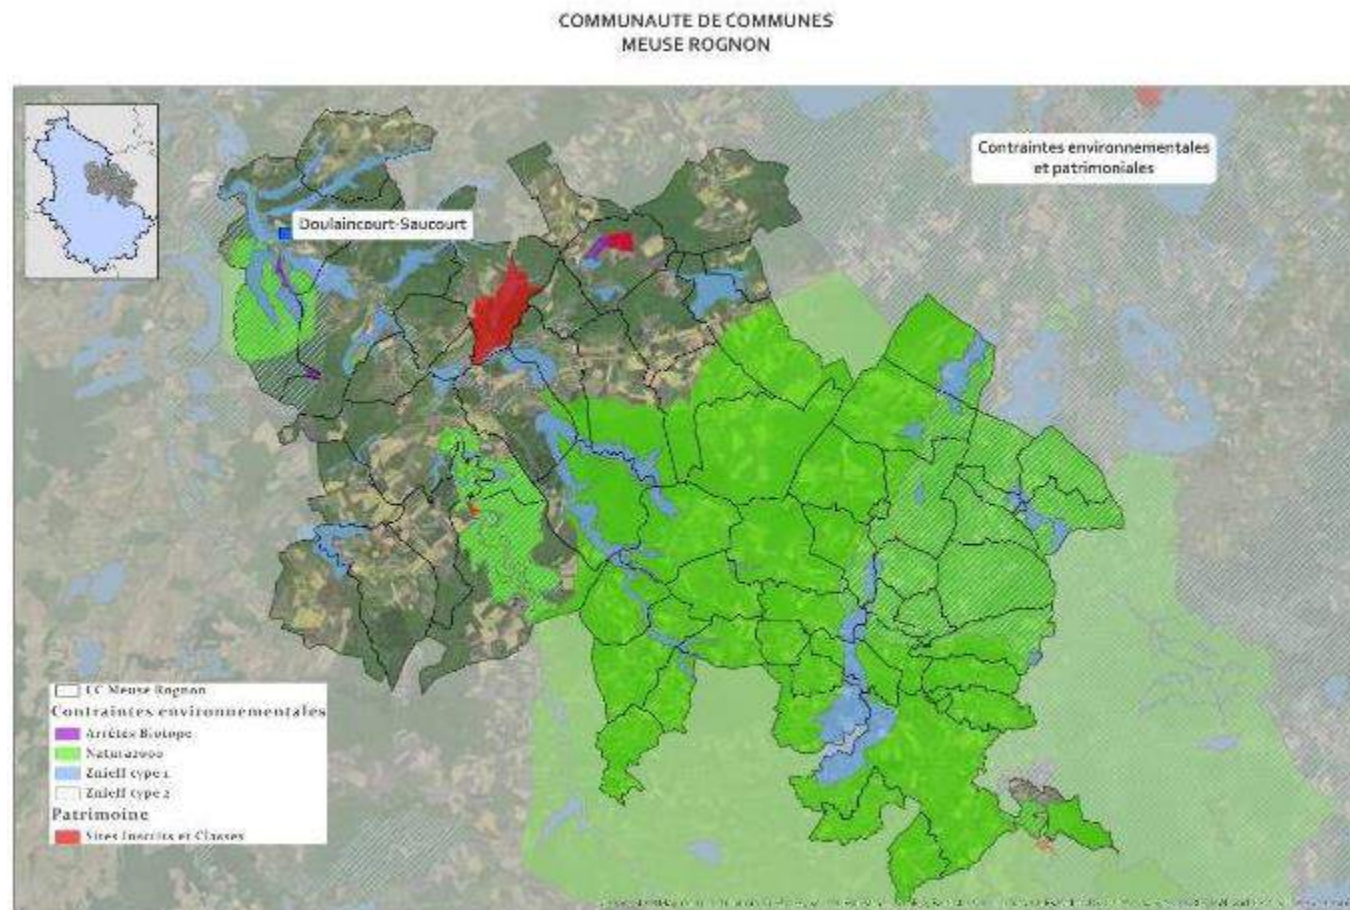 COMMUNAUTE DE COMMUNES
MEUSE ROGNON
Contraintes environnementales
et patrimoniales
Doulaincourt-Saucourt
CC Meuse Rognon
Contraintes environnementales
Arrêtés Biotope
Natura2000
Znieff type 1
Znieff type 2
Patrimoine
Sites Inscrits et Classes